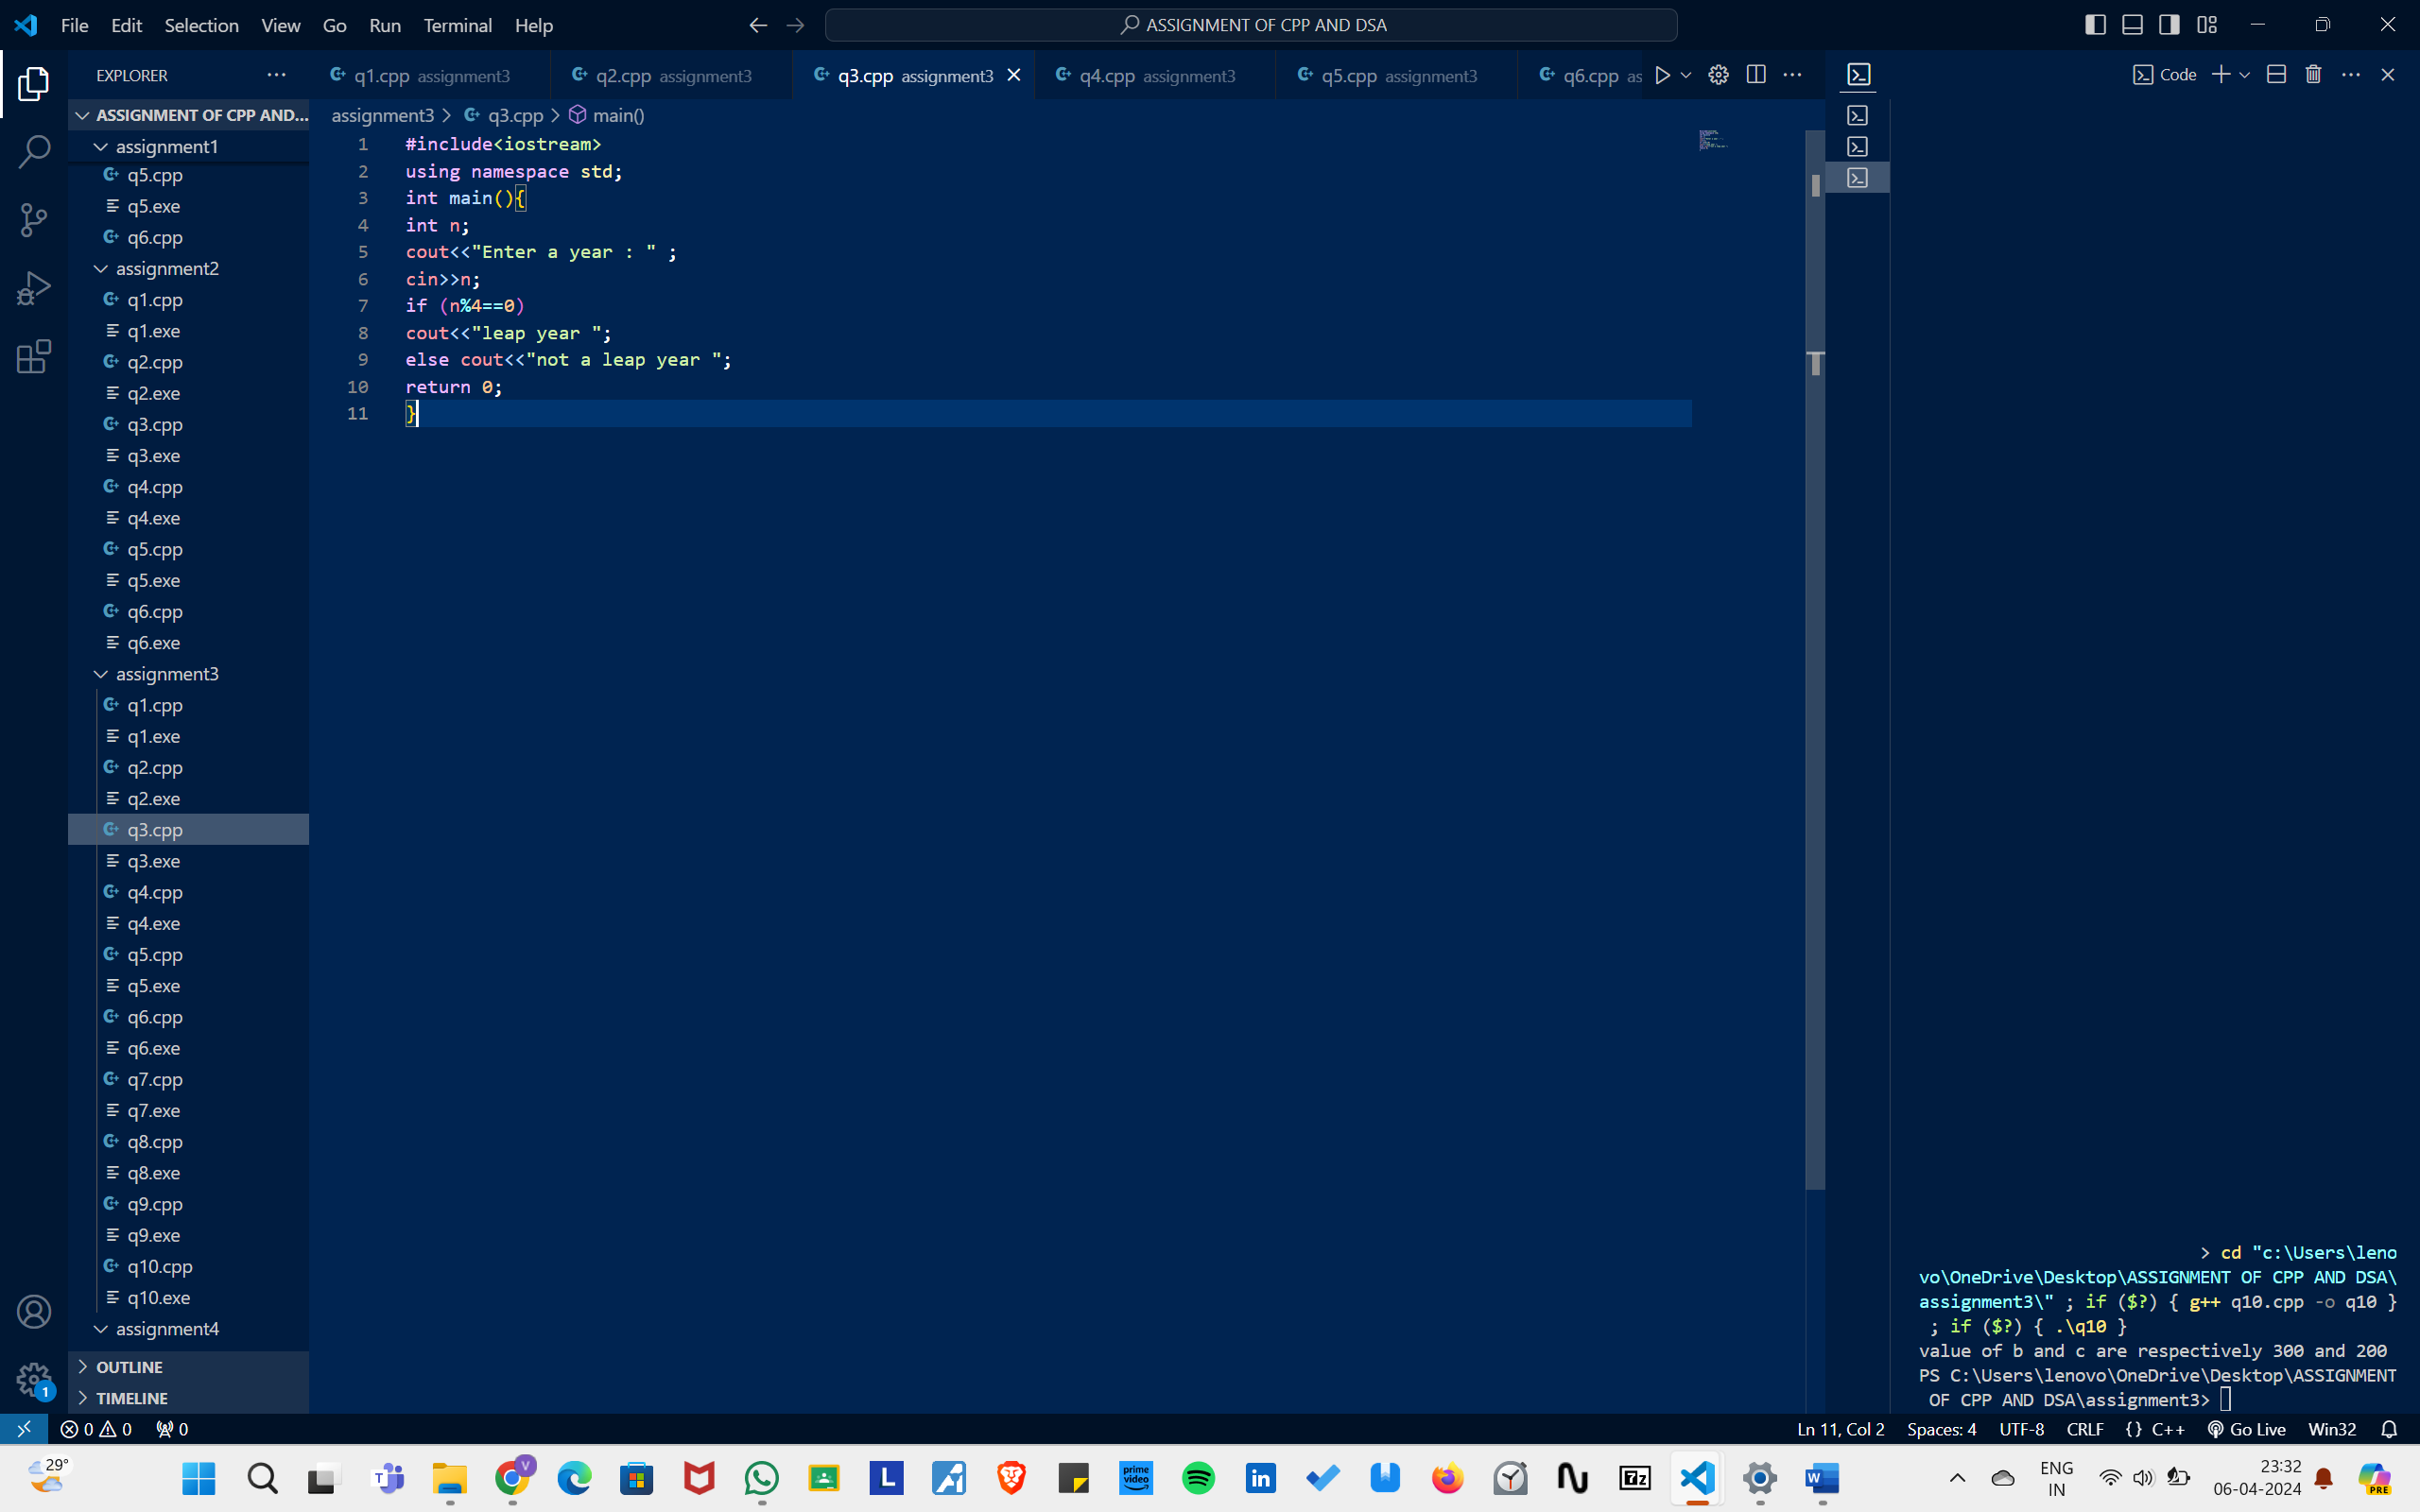 File Edit Selection View Go Run Terminal Help
ASSIGNMENT OF CPP AND DSA
EXPLORER
ASSIGNMENT OF CPP AND...
assignment1
q5.cpp
q5.exe
q6.cpp
assignment2
q1.cpp
q1.exe
q2.cpp
q2.exe
q3.cpp
q3.exe
q4.cpp
q4.exe
q5.cpp
q5.exe
q6.cpp
q6.exe
assignment3
q1.cpp
q1.exe
q2.cpp
q2.exe
q3.cpp
q3.exe
q4.cpp
q4.exe
q5.cpp
q5.exe
q6.cpp
q6.exe
q7.cpp
q7.exe
q8.cpp
q8.exe
q9.cpp
q9.exe
q10.cpp
q10.exe
assignment4
OUTLINE
TIMELINE
q1.cpp assignment3 q2.cpp assignment3 q3.cpp assignment3 q4.cpp assignment3 q5.cpp assignment3 q6.cpp as
assignment3 > q3.cpp > main()
1 #include<iostream>
2 using namespace std;
3 int main(){
4 int n;
5 cout<<"Enter a year : " ;
6 cin>>n;
7 if (n%4==0)
8 cout<<"leap year ";
9 else cout<<"not a leap year ";
10 return 0;
11 }
Code
> cd "c:\Users\leno
vo\OneDrive\Desktop\ASSIGNMENT OF CPP AND DSA\
assignment3\" ; if ($?) { g++ q10.cpp -o q10 }
; if ($?) { .\q10 }
value of b and c are respectively 300 and 200
PS C:\Users\lenovo\OneDrive\Desktop\ASSIGNMENT
OF CPP AND DSA\assignment3>
1
0 0 0
Ln 11, Col 2 Spaces: 4 UTF-8 CRLF {} C++ Go Live Win32
29°
V
L
prime video
in
7z
W
ENG
IN
23:32
06-04-2024
PRE